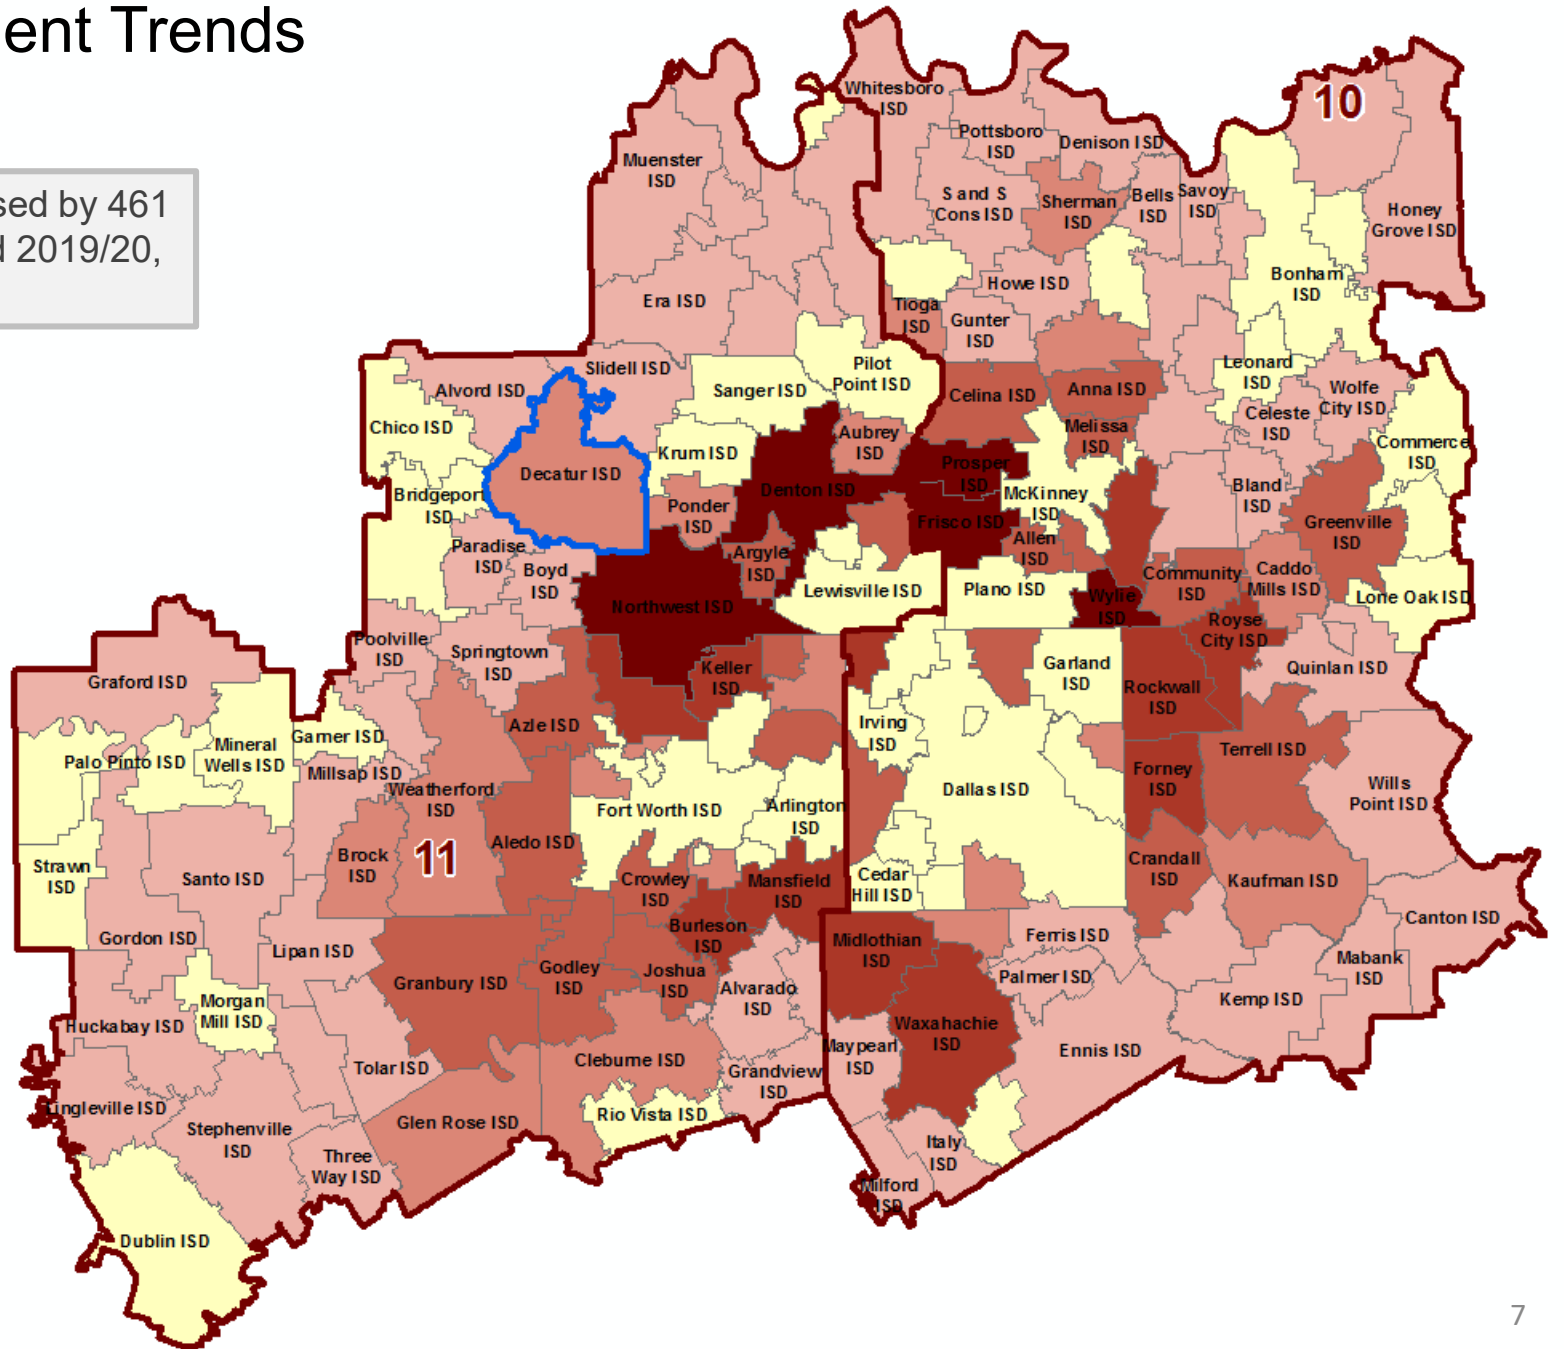 ent Trends
sed by 461
d 2019/20,
10
Whitesboro
ISD
Pottsboro
ISD
Denison ISD
Muenster
ISD
S and S
Cons ISD
Sherman
ISD
Bells
ISD
Savoy
ISD
Honey
Grove ISD
Era ISD
Howe ISD
Bonham
ISD
Tioga
ISD
Gunter
ISD
Slidell ISD
Alvord ISD
Sanger ISD
Pilot
Point ISD
Celina ISD
Anna ISD
Leonard
ISD
Wolfe
City ISD
Celeste
ISD
Chico ISD
Krum ISD
Aubrey
ISD
Melissa
ISD
Commerce
ISD
Decatur ISD
Bridgeport
ISD
Denton ISD
Prosper
ISD
McKinney
ISD
Bland
ISD
Ponder
ISD
Frisco ISD
Greenville
ISD
Paradise
ISD
Boyd
ISD
Argyle
ISD
Allen
ISD
Northwest ISD
Lewisville ISD
Plano ISD
Wylie
ISD
Community
ISD
Caddo
Mills ISD
Lone Oak ISD
Royse
City ISD
Poolville
ISD
Springtown
ISD
Keller
ISD
Garland
ISD
Quinlan ISD
Graford ISD
Rockwall
ISD
Azle ISD
Irving
ISD
Garner ISD
Mineral
Wells ISD
Palo Pinto ISD
Terrell ISD
Millsap ISD
Weatherford
ISD
Fort Worth ISD
Arlington
ISD
Dallas ISD
Forney
ISD
Wills
Point ISD
Strawn
ISD
Santo ISD
Brock
ISD
11
Aledo ISD
Crowley
ISD
Mansfield
ISD
Cedar
Hill ISD
Crandall
ISD
Kaufman ISD
Canton ISD
Gordon ISD
Lipan ISD
Burleson
ISD
Midlothian
ISD
Ferris ISD
Granbury ISD
Godley
ISD
Joshua
ISD
Alvarado
ISD
Palmer ISD
Mabank
ISD
Kemp ISD
Morgan
Mill ISD
Huckabay ISD
Waxahachie
ISD
Tolar ISD
Cleburne ISD
Maypearl
ISD
Ennis ISD
Grandview
ISD
Lingleville ISD
Stephenville
ISD
Glen Rose ISD
Rio Vista ISD
Three
Way ISD
Italy
ISD
Milford
ISD
Dublin ISD
7